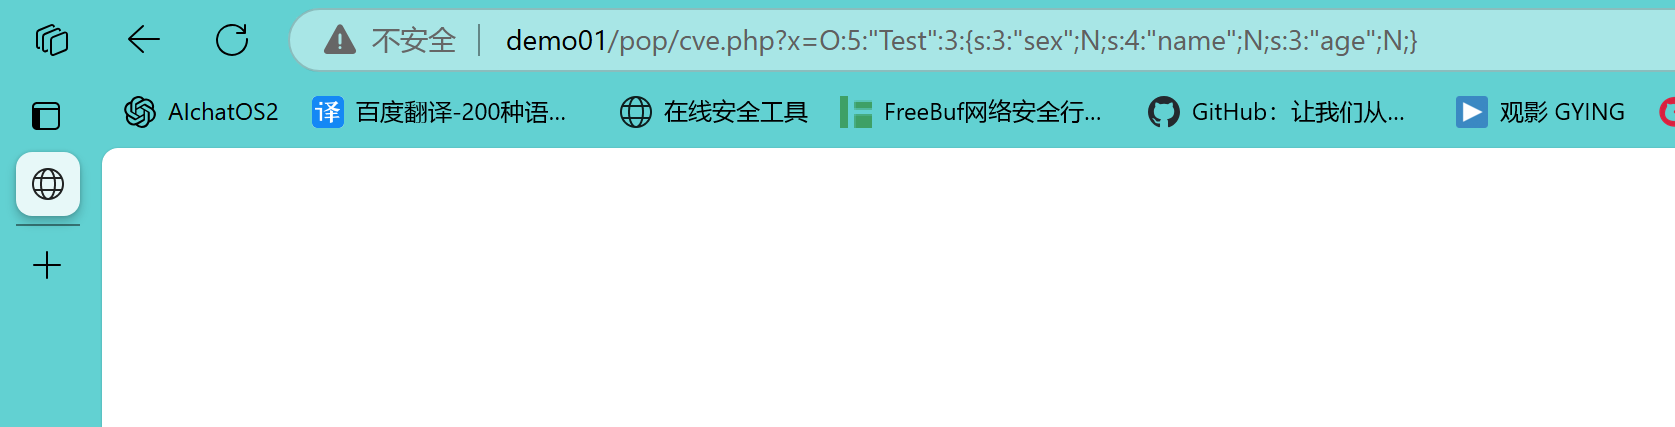 不安全 demo01/pop/cve.php?x=O:5:"Test":3:{s:3:"sex";N;s:4:"name";N;s:3:"age";N;}
AIchatOS2 译 百度翻译-200种语... 在线安全工具 FreeBuf网络安全行... GitHub：让我们从... 观影 GYING